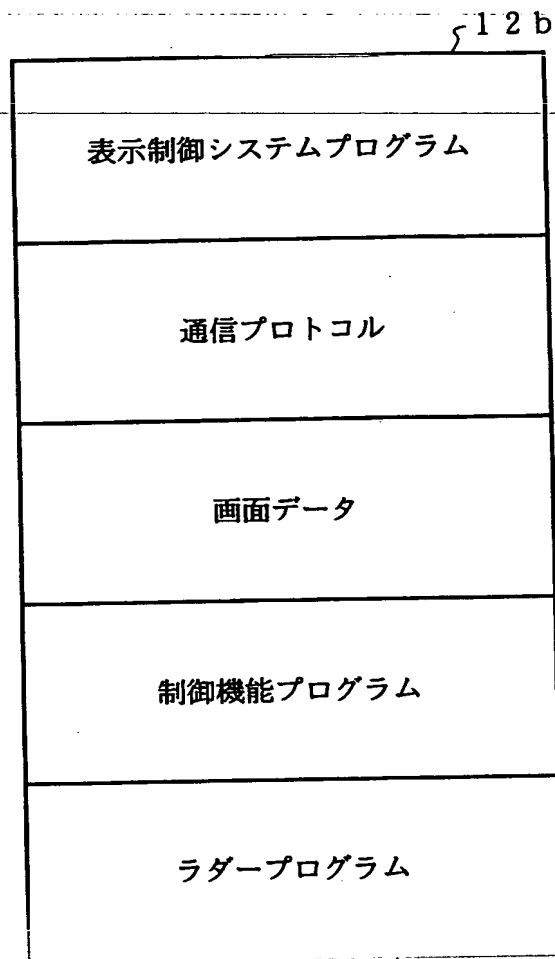 12b
表示制御システムプログラム
通信プロトコル
画面データ
制御機能プログラム
ラダープログラム